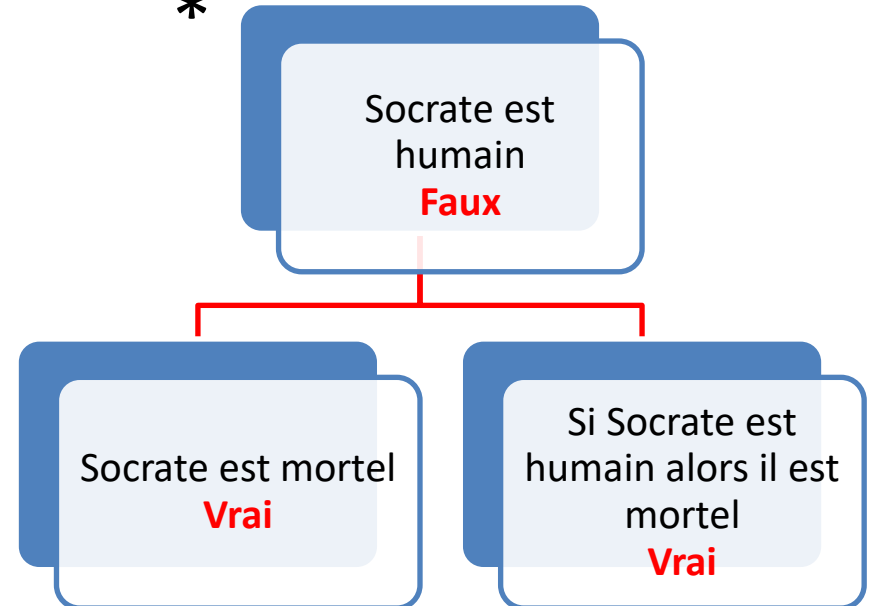 *
Socrate est
humain
Faux
Socrate est mortel
Vrai
Si Socrate est
humain alors il est
mortel
Vrai